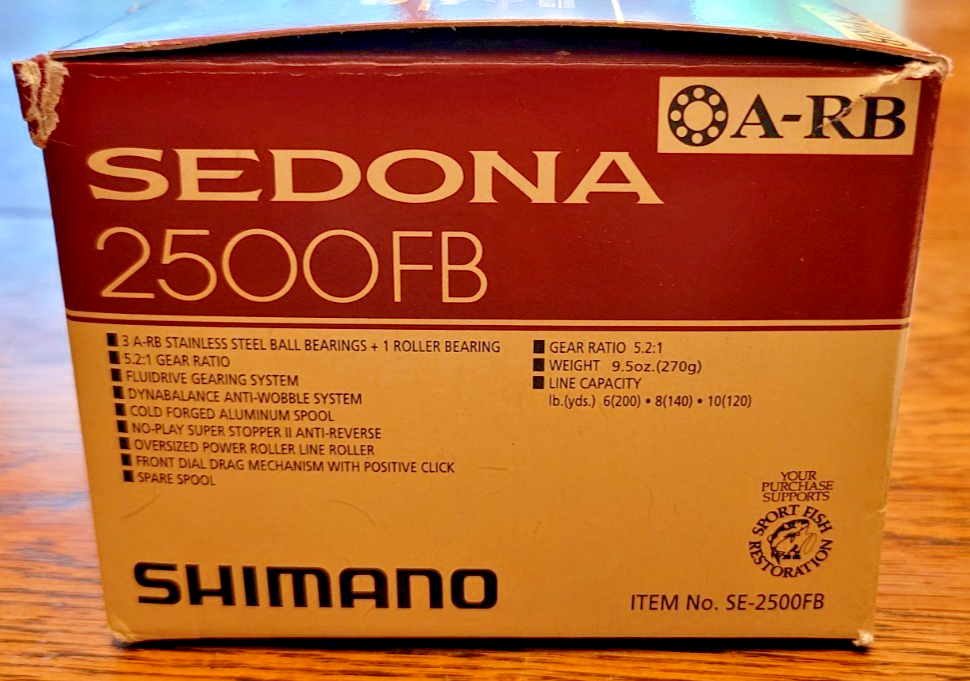 A-RB
SEDONA
2500FB
3 A-RB STAINLESS STEEL BALL BEARINGS + 1 ROLLER BEARING
5.2:1 GEAR RATIO
FLUIDRIVE GEARING SYSTEM
DYNABALANCE ANTI-WOBBLE SYSTEM
COLD FORGED ALUMINUM SPOOL
NO-PLAY SUPER STOPPER II ANTI-REVERSE
OVERSIZED POWER ROLLER LINE ROLLER
FRONT DIAL DRAG MECHANISM WITH POSITIVE CLICK
SPARE SPOOL
GEAR RATIO 5.2:1
WEIGHT 9.5oz.(270g)
LINE CAPACITY
lb.(yds.) 6(200) • 8(140) • 10(120)
YOUR
PURCHASE
SUPPORTS
SPORT FISH
RESTORATION
SHIMANO
ITEM No. SE-2500FB